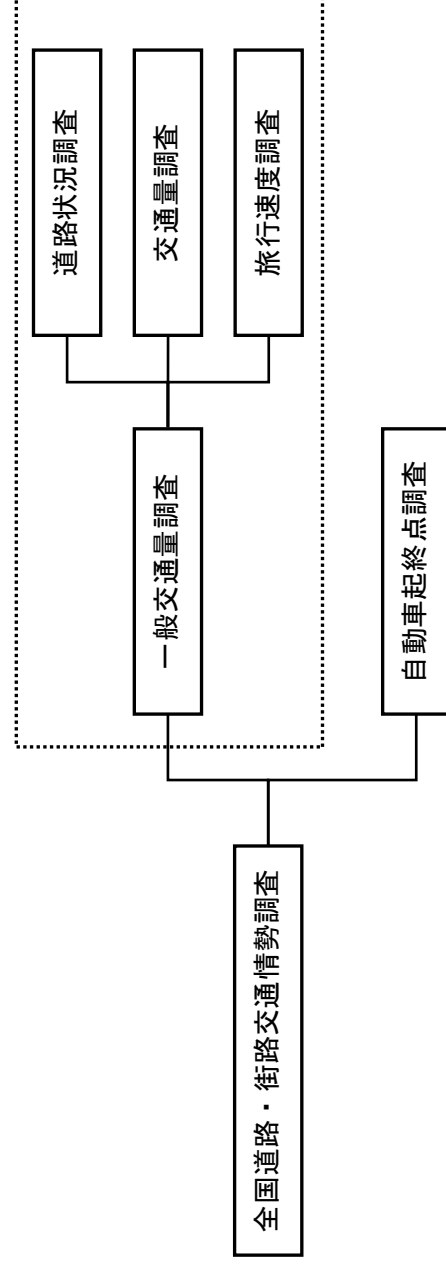 全国道路・街路交通情勢調査
一般交通量調査
道路状況調査
交通量調査
旅行速度調査
自動車起終点調査